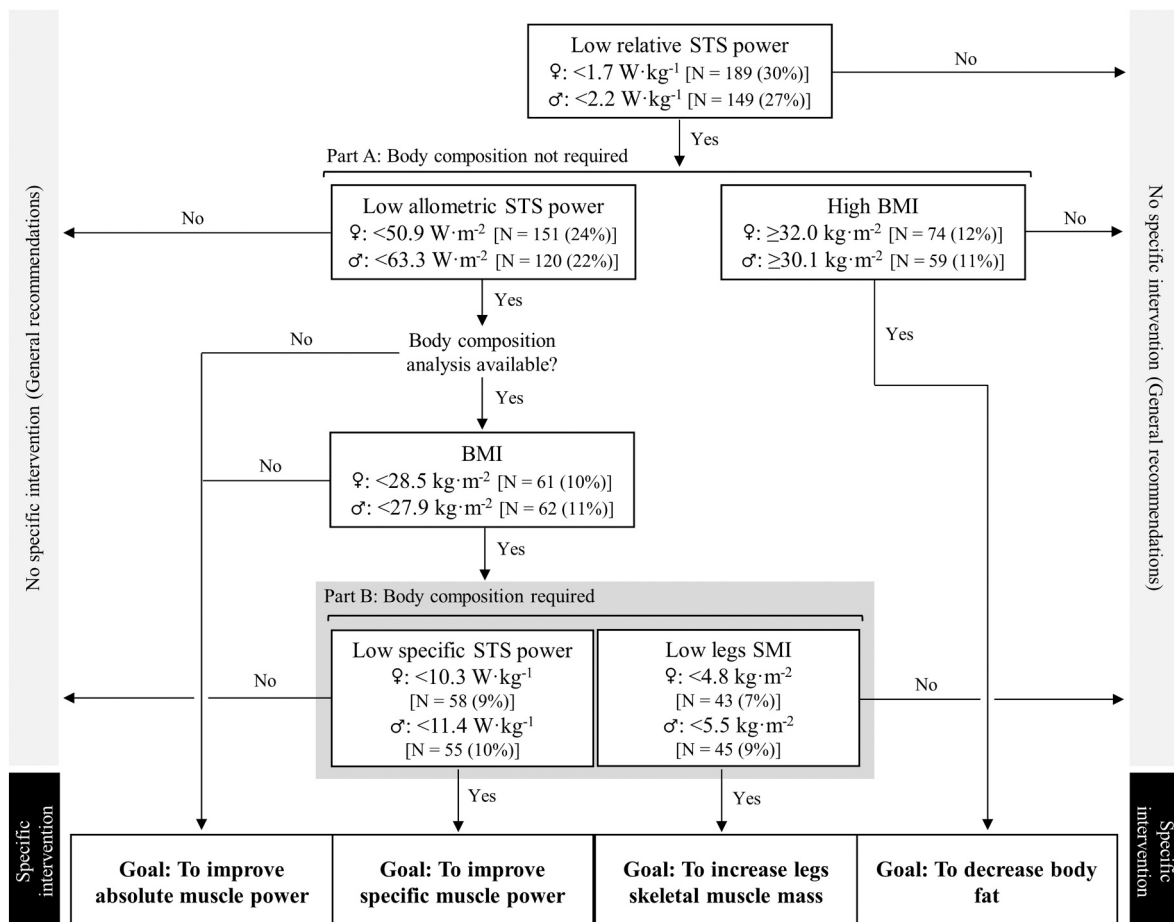 Low relative STS power
♀: <1.7 W·kg⁻¹ [N = 189 (30%)]
♂: <2.2 W·kg⁻¹ [N = 149 (27%)]
No
Yes
Part A: Body composition not required
No
Low allometric STS power
♀: <50.9 W·m⁻² [N = 151 (24%)]
♂: <63.3 W·m⁻² [N = 120 (22%)]
High BMI
♀: ≥32.0 kg·m⁻² [N = 74 (12%)]
♂: ≥30.1 kg·m⁻² [N = 59 (11%)]
No
Yes
Yes
No
Body composition
analysis available?
Yes
No
BMI
♀: <28.5 kg·m⁻² [N = 61 (10%)]
♂: <27.9 kg·m⁻² [N = 62 (11%)]
Yes
Part B: Body composition required
No
Low specific STS power
♀: <10.3 W·kg⁻¹
[N = 58 (9%)]
♂: <11.4 W·kg⁻¹
[N = 55 (10%)]
Low legs SMI
♀: <4.8 kg·m⁻²
[N = 43 (7%)]
♂: <5.5 kg·m⁻²
[N = 45 (9%)]
No
Yes
Yes
No specific intervention (General recommendations)
No specific intervention (General recommendations)
Specific
intervention
Goal: To improve
absolute muscle power
Goal: To improve
specific muscle power
Goal: To increase legs
skeletal muscle mass
Goal: To decrease body
fat
Specific
intervention